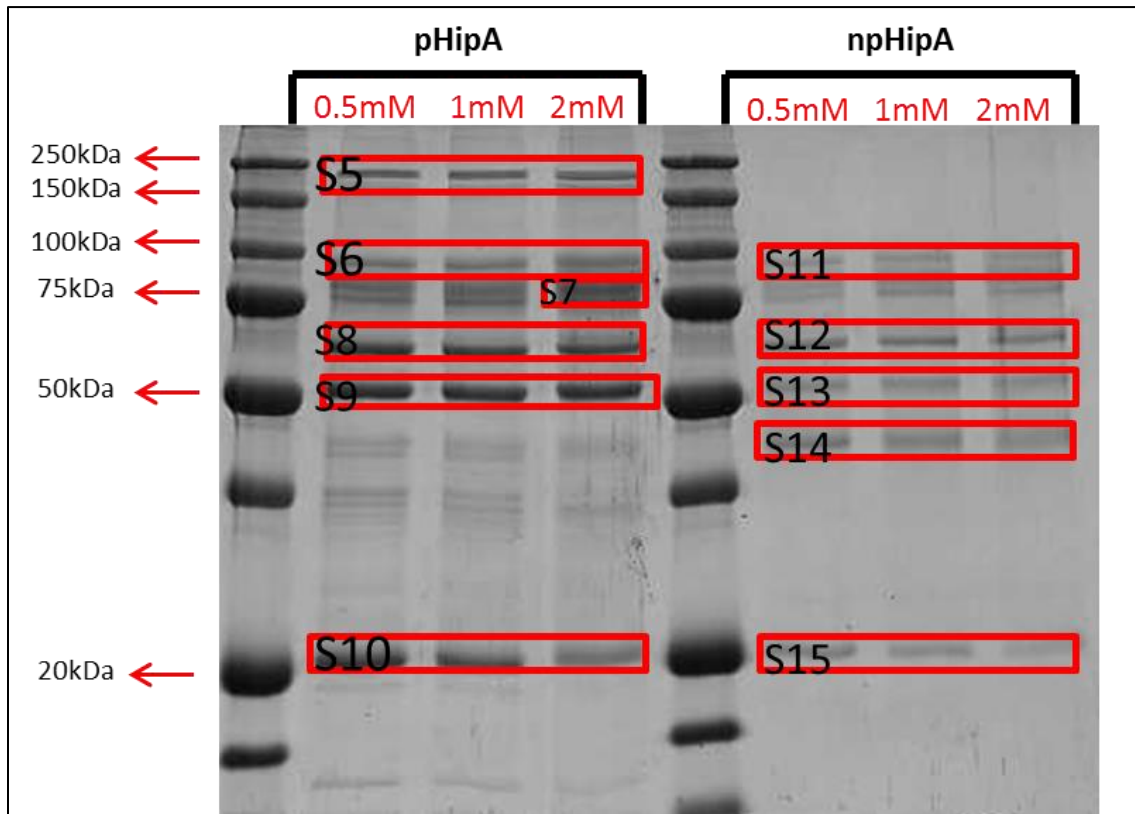 pHipA npHipA
0.5mM 1mM 2mM 0.5mM 1mM 2mM
250kDa
S5
150kDa
100kDa
S6 S11
75kDa
S7
S8 S12
50kDa
S9 S13
S14
S10 S15
20kDa